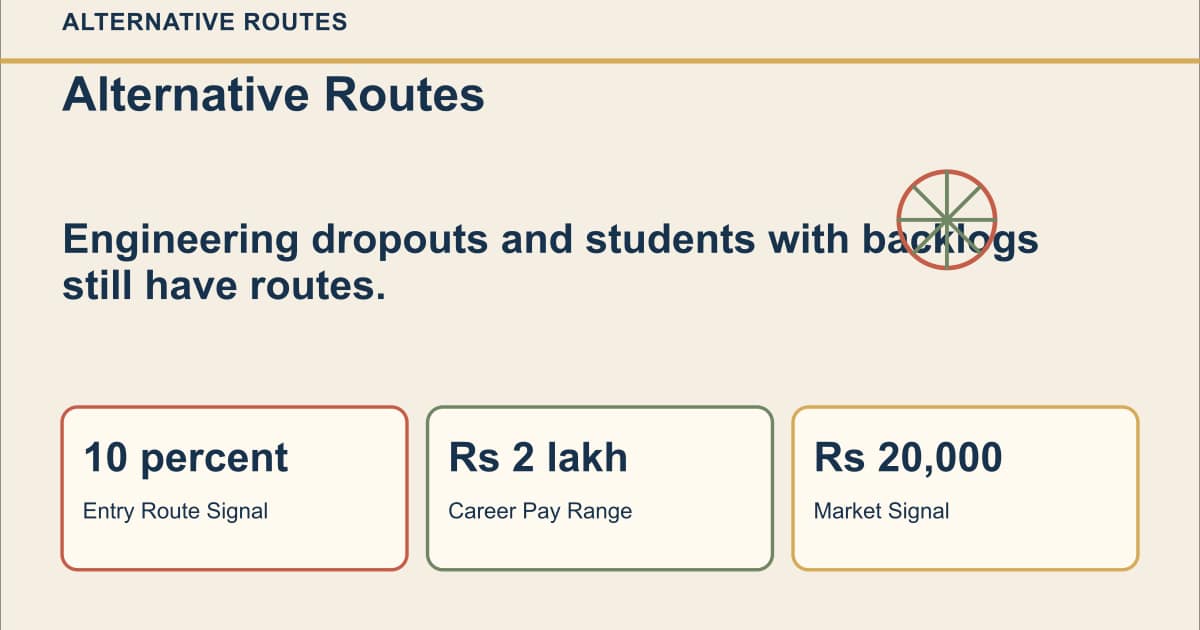 ALTERNATIVE ROUTES
Alternative Routes
Engineering dropouts and students with backlogs
still have routes.
10 percent
Entry Route Signal
Rs 2 lakh
Career Pay Range
Rs 20,000
Market Signal